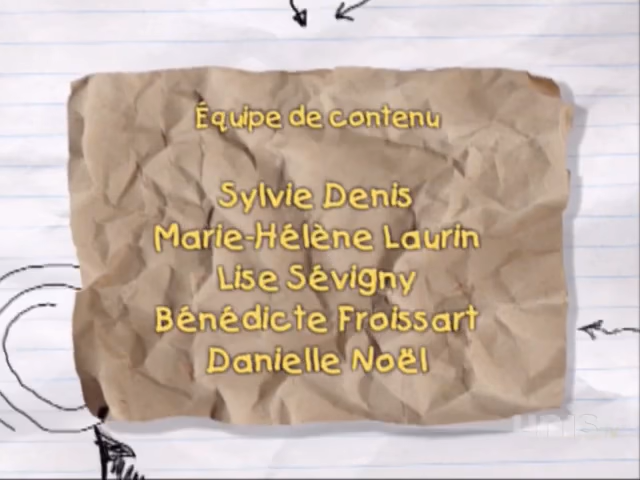 Équipe de contenu
Sylvie Denis
Marie-Hélène Laurin
Lise Sévigny
Bénédicte Froissart
Danielle Noël